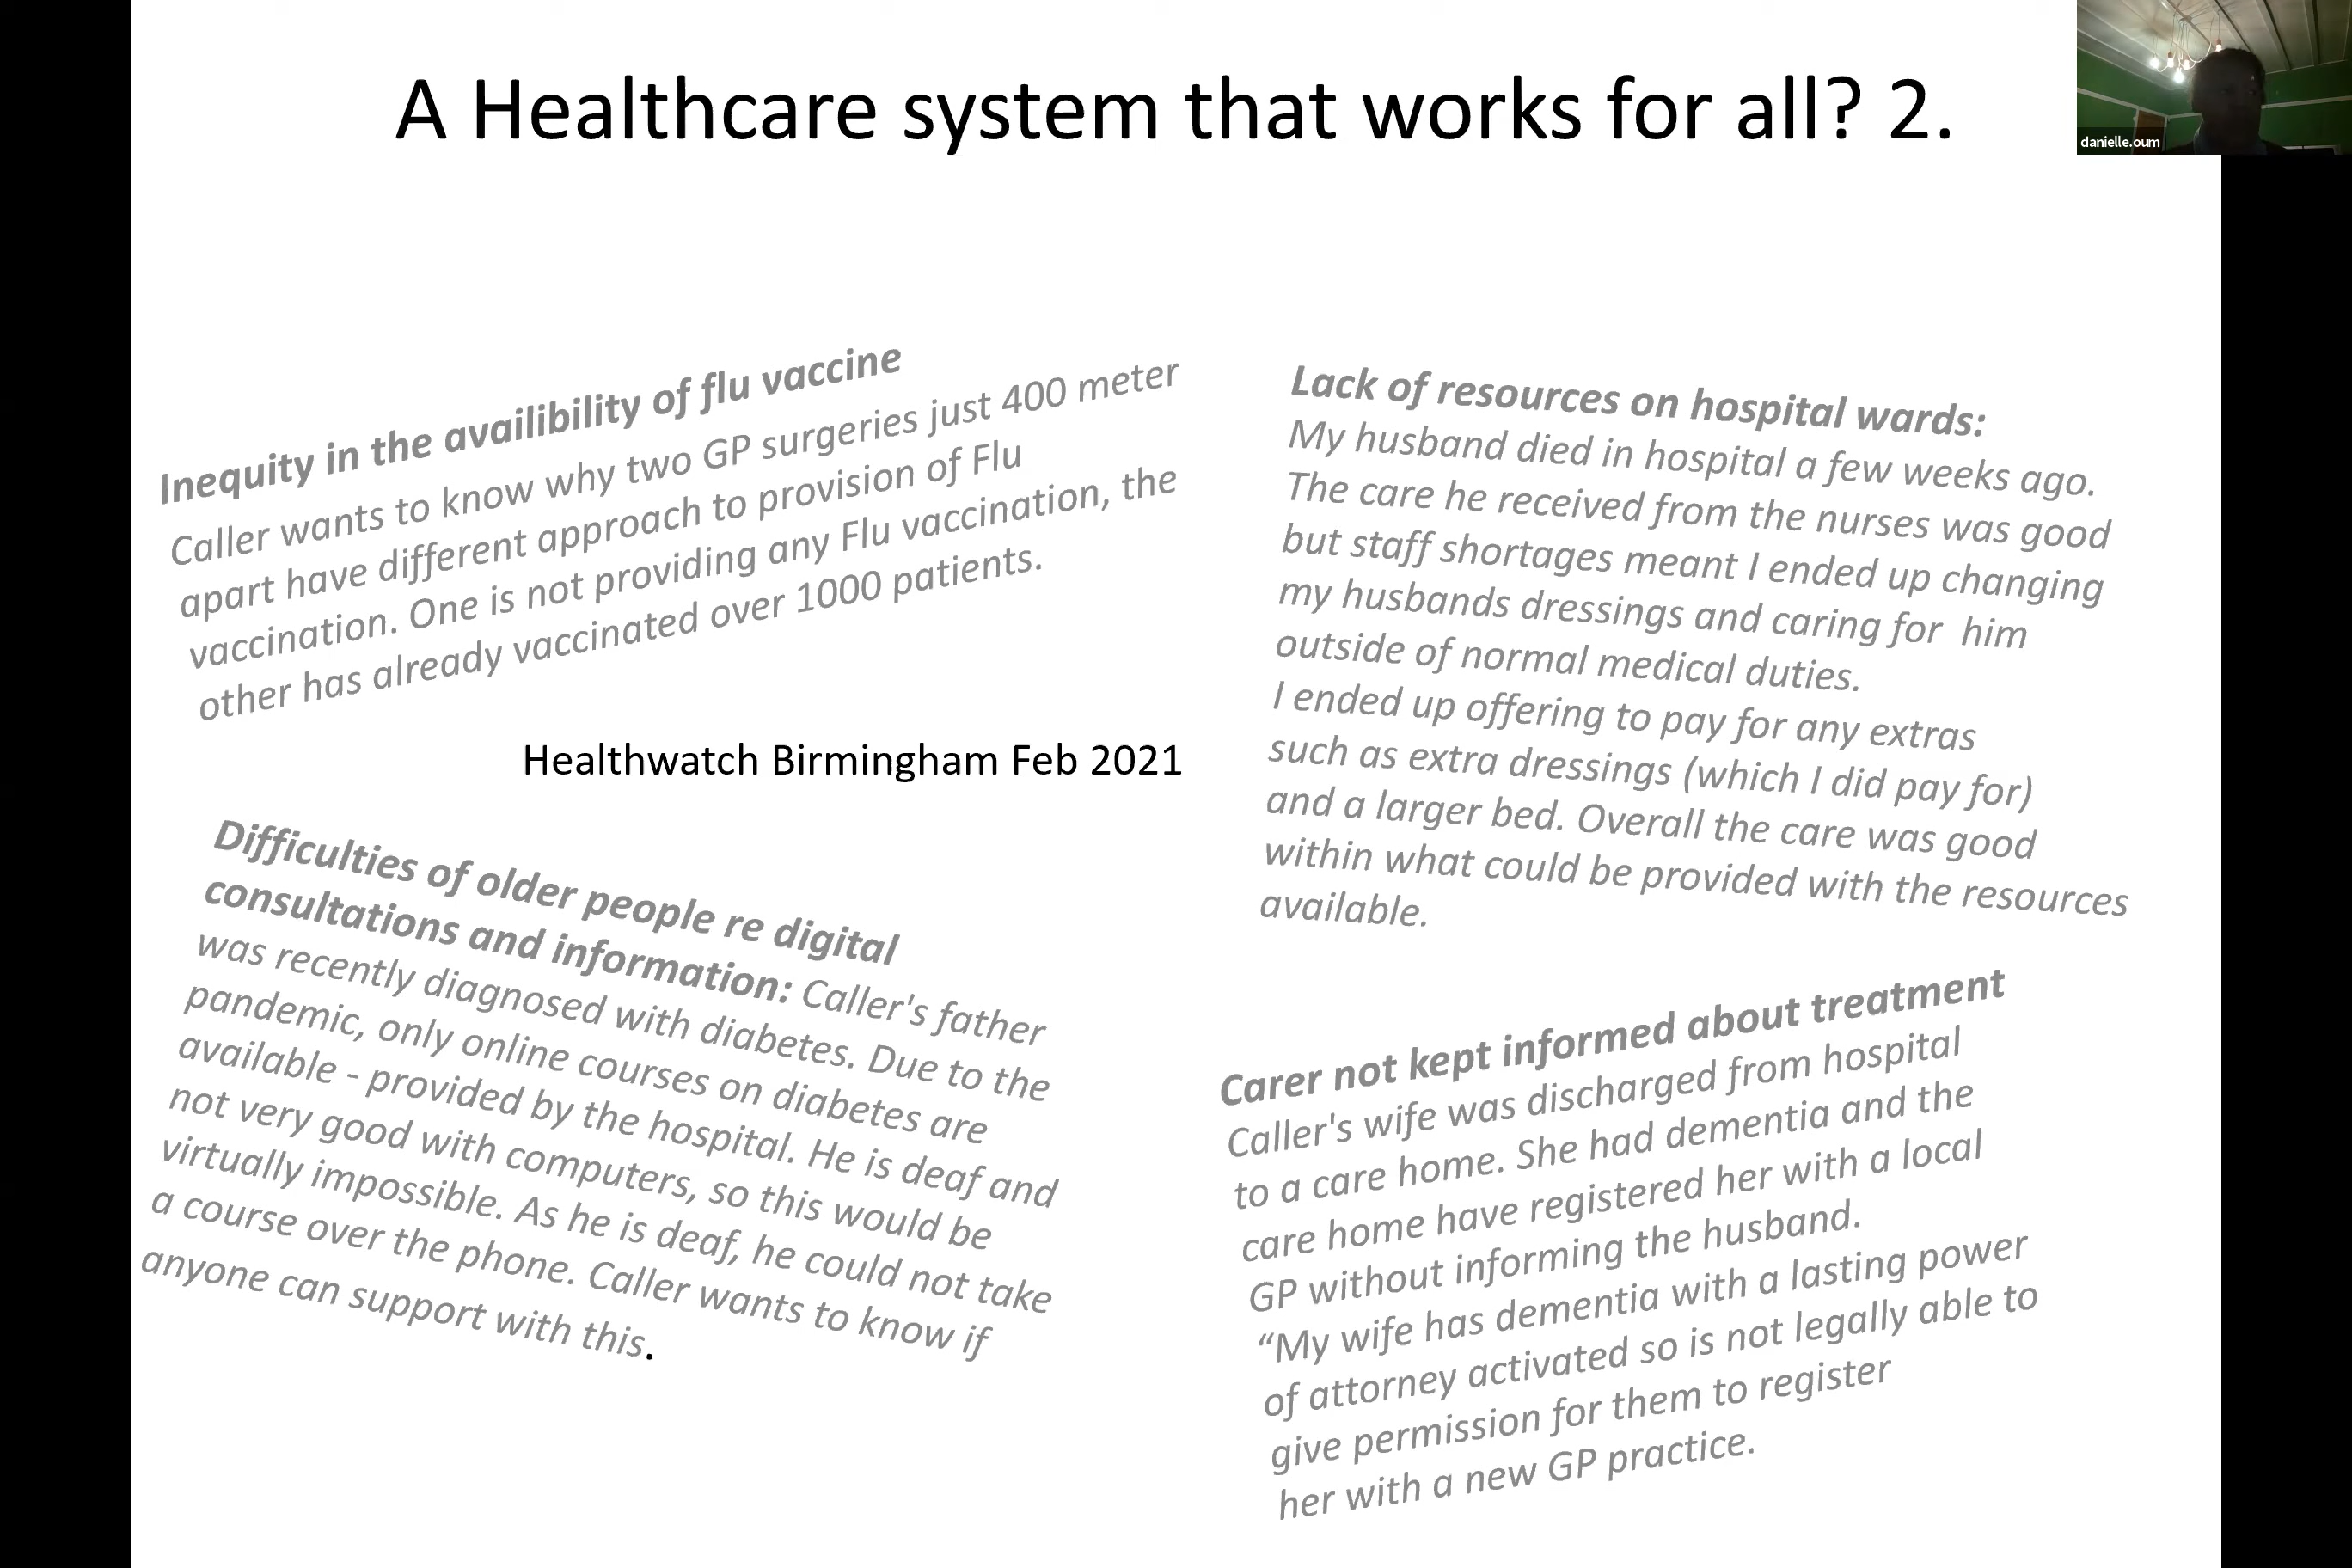 A Healthcare system that works for all? 2.
danielle.oum
Inequity in the availibility of flu vaccine
Caller wants to know why two GP surgeries just 400 meter
apart have different approach to provision of Flu
vaccination. One is not providing any Flu vaccination, the
other has already vaccinated over 1000 patients.
Healthwatch Birmingham Feb 2021
Difficulties of older people re digital
consultations and information: Caller's father
was recently diagnosed with diabetes. Due to the
pandemic, only online courses on diabetes are
available - provided by the hospital. He is deaf and
not very good with computers, so this would be
virtually impossible. As he is deaf, he could not take
a course over the phone. Caller wants to know if
anyone can support with this.
Lack of resources on hospital wards:
My husband died in hospital a few weeks ago.
The care he received from the nurses was good
but staff shortages meant I ended up changing
my husbands dressings and caring for  him
outside of normal medical duties.
I ended up offering to pay for any extras
such as extra dressings (which I did pay for)
and a larger bed. Overall the care was good
within what could be provided with the resources
available.
Carer not kept informed about treatment
Caller's wife was discharged from hospital
to a care home. She had dementia and the
care home have registered her with a local
GP without informing the husband.
“My wife has dementia with a lasting power
of attorney activated so is not legally able to
give permission for them to register
her with a new GP practice.